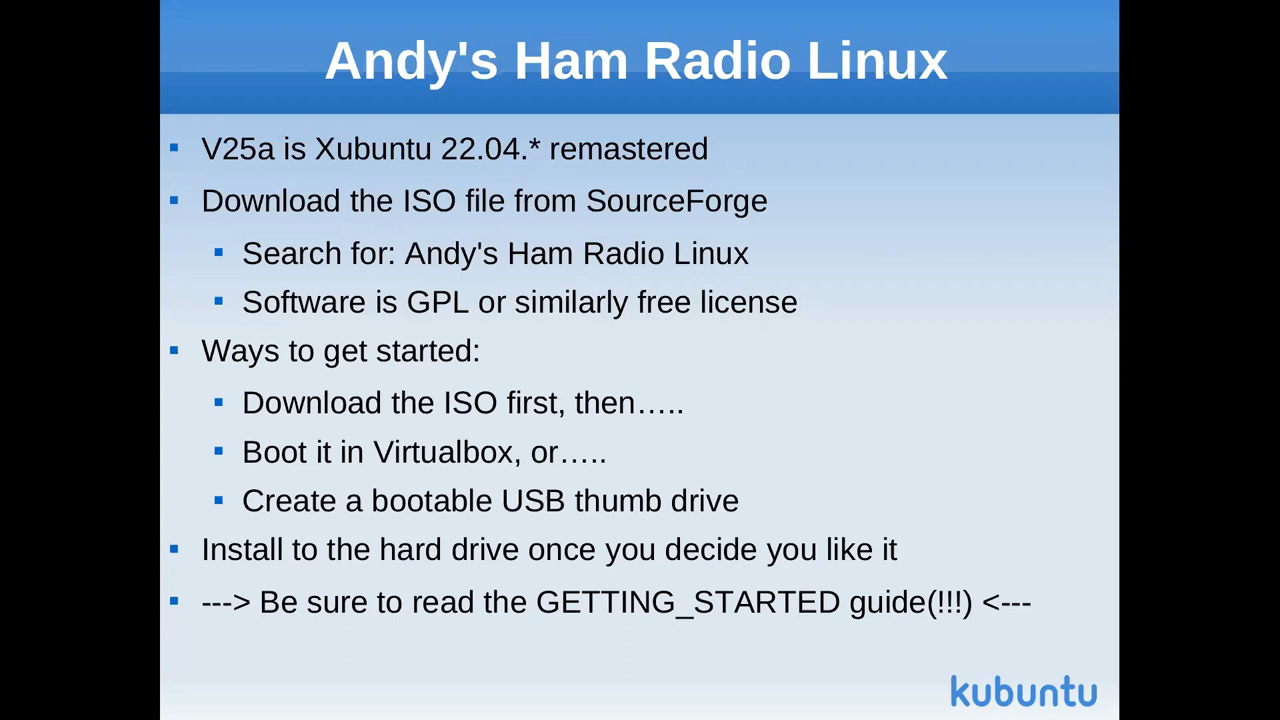 Andy's Ham Radio Linux
V25a is Xubuntu 22.04.* remastered
Download the ISO file from SourceForge
Search for: Andy's Ham Radio Linux
Software is GPL or similarly free license
Ways to get started:
Download the ISO first, then…..
Boot it in Virtualbox, or…..
Create a bootable USB thumb drive
Install to the hard drive once you decide you like it
---> Be sure to read the GETTING_STARTED guide(!!!) <---
kubuntu